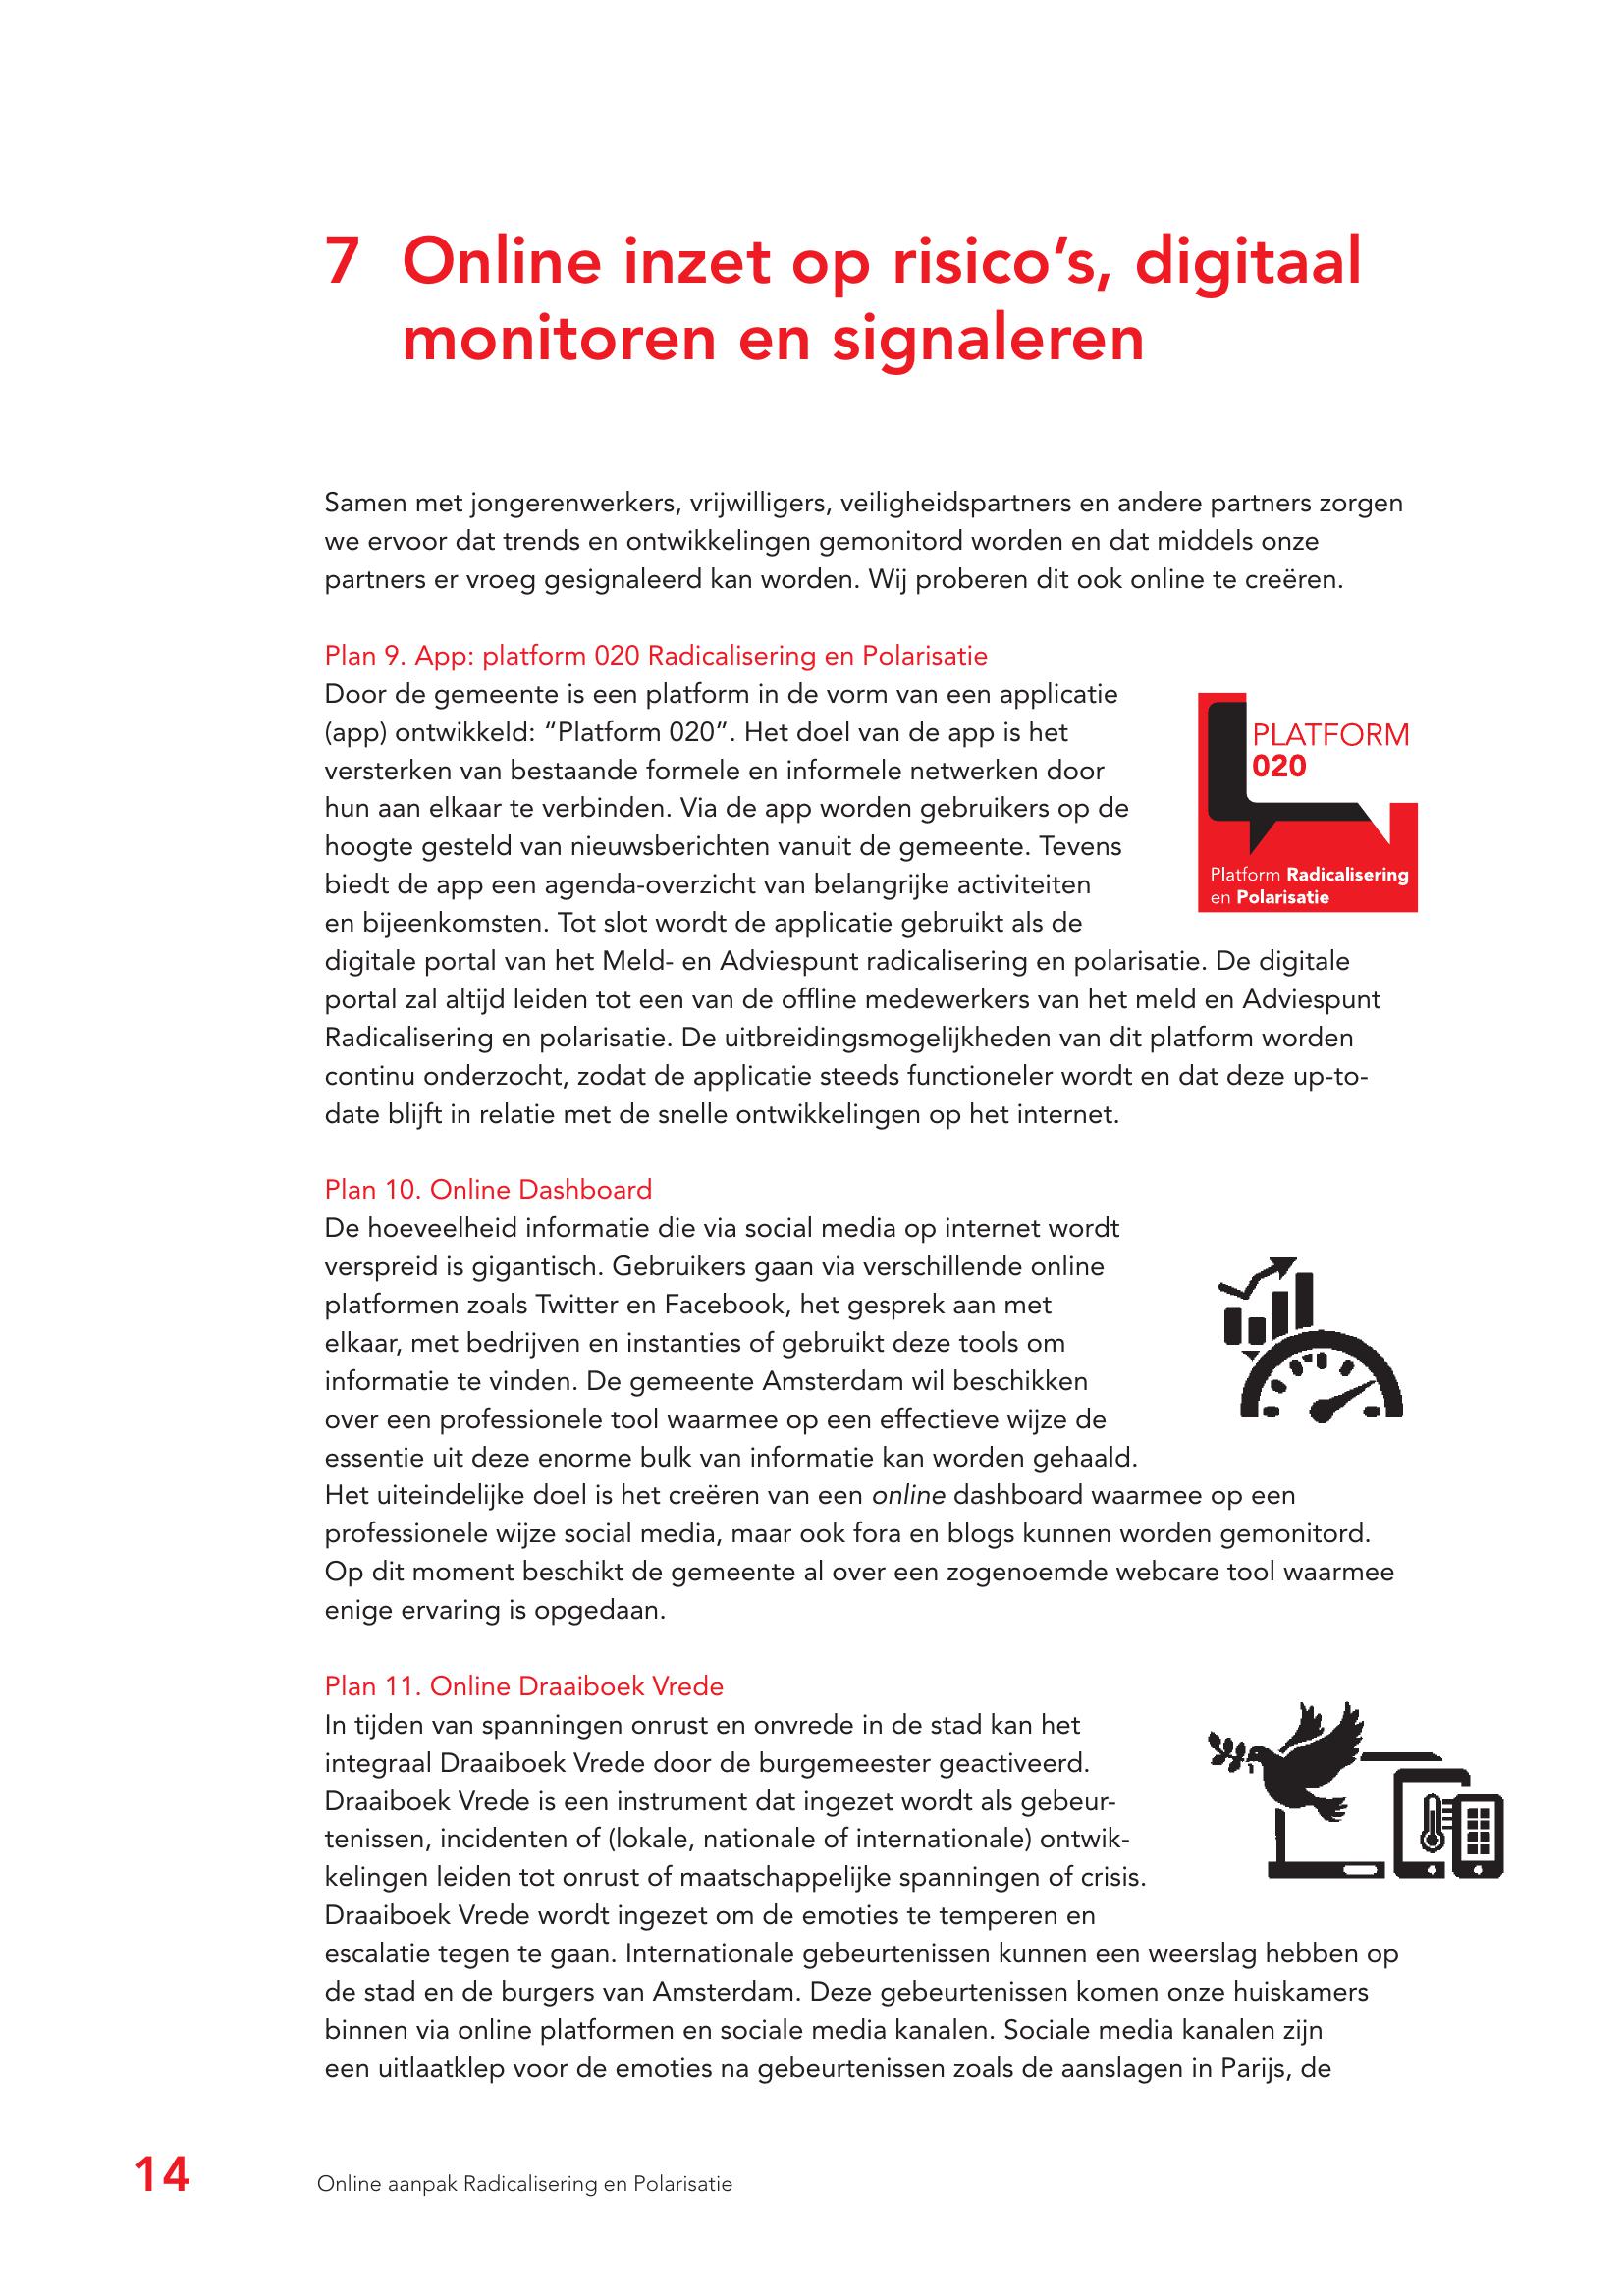 7 Online inzet op risico’s, digitaal
monitoren en signaleren
Samen met jongerenwerkers, vrijwilligers, veiligheidspartners en andere partners zorgen
we ervoor dat trends en ontwikkelingen gemonitord worden en dat middels onze
partners er vroeg gesignaleerd kan worden. Wij proberen dit ook online te creëren.
Plan 9. App: platform 020 Radicalisering en Polarisatie
Door de gemeente is een platform in de vorm van een applicatie
(app) ontwikkeld: “Platform 020”. Het doel van de app is het
versterken van bestaande formele en informele netwerken door
hun aan elkaar te verbinden. Via de app worden gebruikers op de
hoogte gesteld van nieuwsberichten vanuit de gemeente. Tevens
biedt de app een agenda-overzicht van belangrijke activiteiten
en bijeenkomsten. Tot slot wordt de applicatie gebruikt als de
digitale portal van het Meld- en Adviespunt radicalisering en polarisatie. De digitale
portal zal altijd leiden tot een van de offline medewerkers van het meld en Adviespunt
Radicalisering en polarisatie. De uitbreidingsmogelijkheden van dit platform worden
continu onderzocht, zodat de applicatie steeds functioneler wordt en dat deze up-to-
date blijft in relatie met de snelle ontwikkelingen op het internet.
PLATFORM
020
Platform Radicalisering
en Polarisatie
Plan 10. Online Dashboard
De hoeveelheid informatie die via social media op internet wordt
verspreid is gigantisch. Gebruikers gaan via verschillende online
platformen zoals Twitter en Facebook, het gesprek aan met
elkaar, met bedrijven en instanties of gebruikt deze tools om
informatie te vinden. De gemeente Amsterdam wil beschikken
over een professionele tool waarmee op een effectieve wijze de
essentie uit deze enorme bulk van informatie kan worden gehaald.
Het uiteindelijke doel is het creëren van een online dashboard waarmee op een
professionele wijze social media, maar ook fora en blogs kunnen worden gemonitord.
Op dit moment beschikt de gemeente al over een zogenoemde webcare tool waarmee
enige ervaring is opgedaan.
Plan 11. Online Draaiboek Vrede
In tijden van spanningen onrust en onvrede in de stad kan het
integraal Draaiboek Vrede door de burgemeester geactiveerd.
Draaiboek Vrede is een instrument dat ingezet wordt als gebeur-
tenissen, incidenten of (lokale, nationale of internationale) ontwik-
kelingen leiden tot onrust of maatschappelijke spanningen of crisis.
Draaiboek Vrede wordt ingezet om de emoties te temperen en
escalatie tegen te gaan. Internationale gebeurtenissen kunnen een weerslag hebben op
de stad en de burgers van Amsterdam. Deze gebeurtenissen komen onze huiskamers
binnen via online platformen en sociale media kanalen. Sociale media kanalen zijn
een uitlaatklep voor de emoties na gebeurtenissen zoals de aanslagen in Parijs, de
14 Online aanpak Radicalisering en Polarisatie